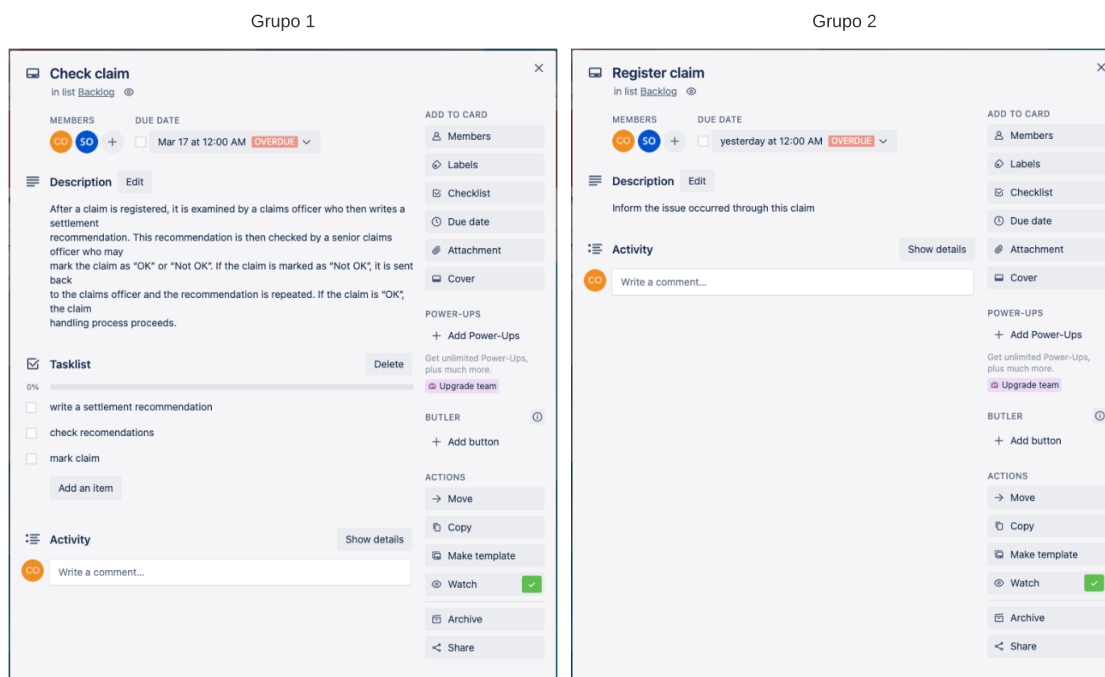 Grupo 1
Check claim
in list Backlog
MEMBERS
DUE DATE
CO SO
Mar 17 at 12:00 AM OVERDUE
Description Edit
After a claim is registered, it is examined by a claims officer who then writes a
settlement
recommendation. This recommendation is then checked by a senior claims
officer who may
mark the claim as “OK” or “Not OK”. If the claim is marked as “Not OK”, it is sent
back
to the claims officer and the recommendation is repeated. If the claim is “OK”,
the claim
handling process proceeds.
Tasklist Delete
0%
write a settlement recommendation
check recomendations
mark claim
Add an item
Activity Show details
CO Write a comment...
ADD TO CARD
Members
Labels
Checklist
Due date
Attachment
Cover
POWER-UPS
+ Add Power-Ups
Get unlimited Power-Ups,
plus much more.
Upgrade team
BUTLER
+ Add button
ACTIONS
Move
Copy
Make template
Watch
Archive
Share
Grupo 2
Register claim
in list Backlog
MEMBERS
DUE DATE
CO SO
yesterday at 12:00 AM OVERDUE
Description Edit
Inform the issue occurred through this claim
Activity Show details
CO Write a comment...
ADD TO CARD
Members
Labels
Checklist
Due date
Attachment
Cover
POWER-UPS
+ Add Power-Ups
Get unlimited Power-Ups,
plus much more.
Upgrade team
BUTLER
+ Add button
ACTIONS
Move
Copy
Make template
Watch
Archive
Share